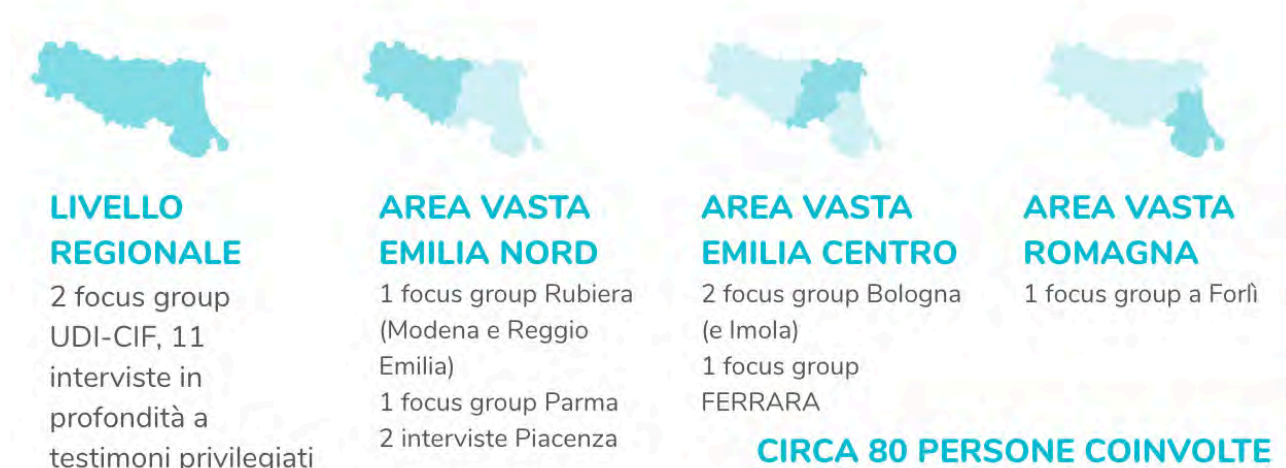 LIVELLO
REGIONALE
2 focus group
UDI-CIF, 11
interviste in
profondità a
testimoni privilegiati
AREA VASTA
EMILIA NORD
1 focus group Rubiera
(Modena e Reggio
Emilia)
1 focus group Parma
2 interviste Piacenza
AREA VASTA
EMILIA CENTRO
2 focus group Bologna
(e Imola)
1 focus group
FERRARA
AREA VASTA
ROMAGNA
1 focus group a Forlì
CIRCA 80 PERSONE COINVOLTE